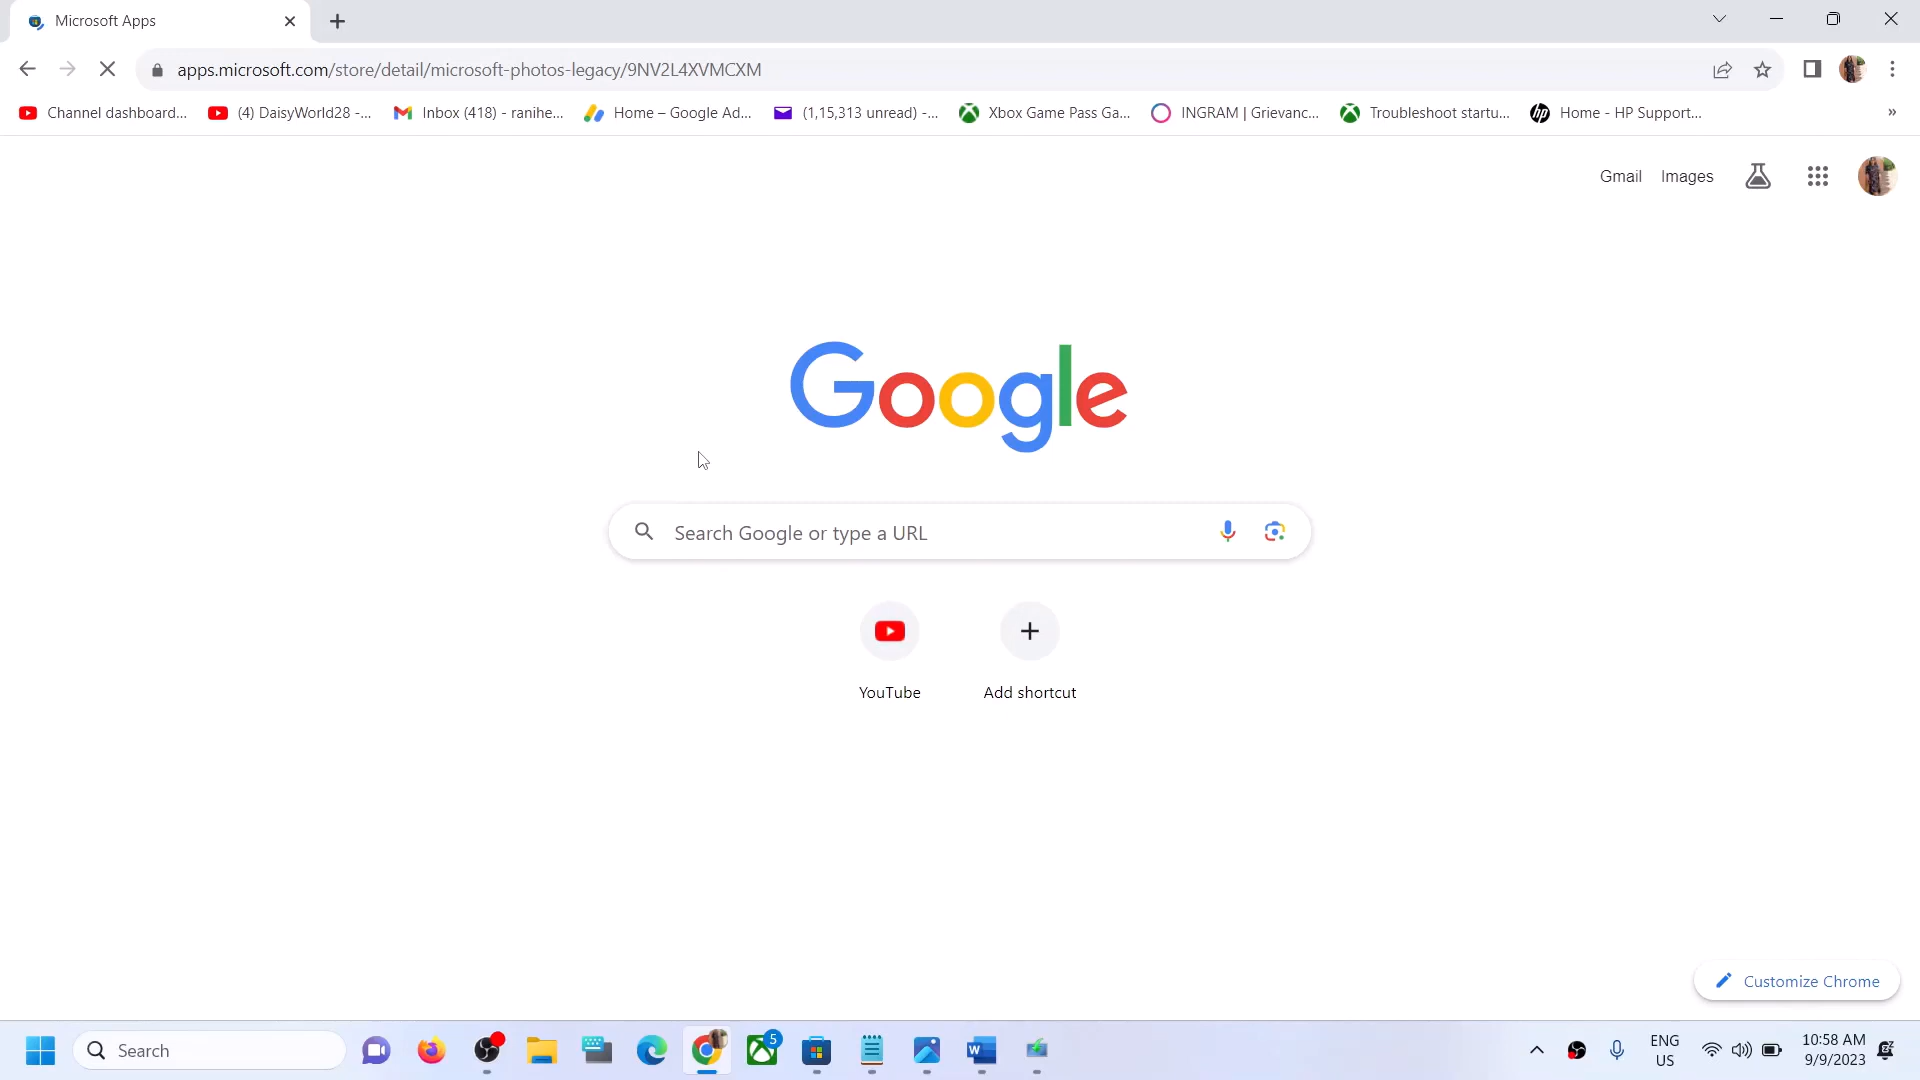 Microsoft Apps
apps.microsoft.com/store/detail/microsoft-photos-legacy/9NV2L4XVMCXM
Channel dashboard... (4) DaisyWorld28 -... Inbox (418) - ranihe... Home – Google Ad... (1,15,313 unread) -... Xbox Game Pass Ga... INGRAM | Grievanc... Troubleshoot startu... hp Home - HP Support... »
Gmail Images
Google
Search Google or type a URL
YouTube Add shortcut
Customize Chrome
Search 5 W ENG 10:58 AM
US 9/9/2023